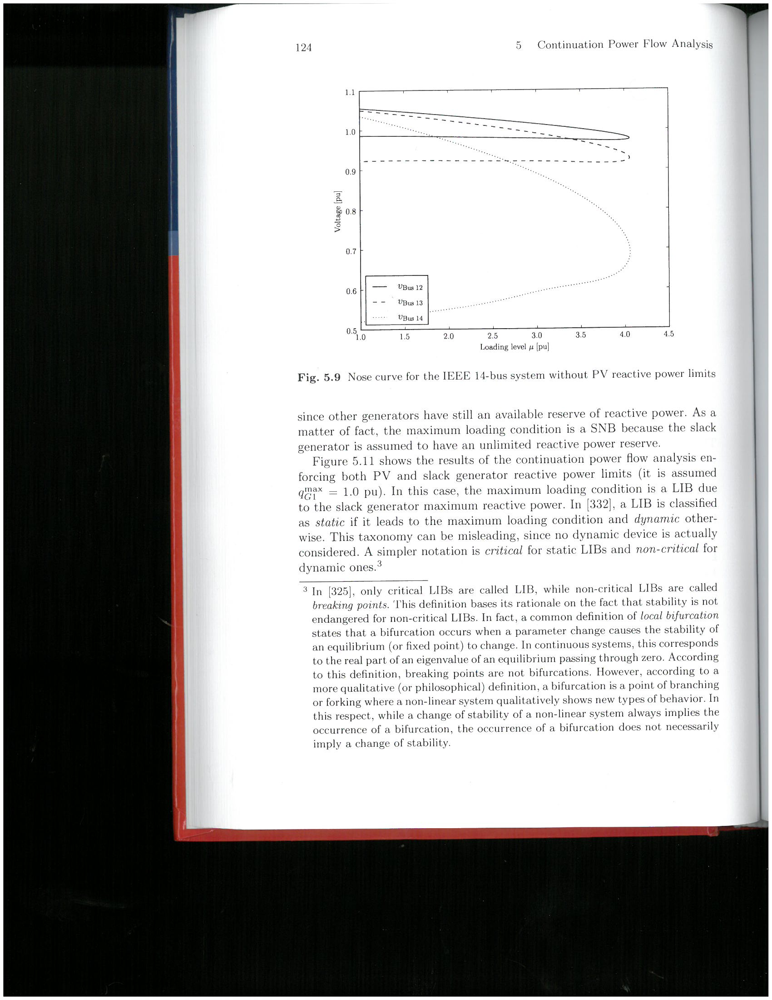 124
5 Continuation Power Flow Analysis
1.1
1.0
0.9
0.8
0.7
0.6
0.5
Voltage [pu]
vBus 12
vBus 13
vBus 14
1.0 1.5 2.0 2.5 3.0 3.5 4.0 4.5
Loading level μ [pu]
Fig. 5.9 Nose curve for the IEEE 14-bus system without PV reactive power limits
since other generators have still an available reserve of reactive power. As a
matter of fact, the maximum loading condition is a SNB because the slack
generator is assumed to have an unlimited reactive power reserve.
Figure 5.11 shows the results of the continuation power flow analysis en-
forcing both PV and slack generator reactive power limits (it is assumed
q_{G1}^{max} = 1.0 pu). In this case, the maximum loading condition is a LIB due
to the slack generator maximum reactive power. In [332], a LIB is classified
as static if it leads to the maximum loading condition and dynamic other-
wise. This taxonomy can be misleading, since no dynamic device is actually
considered. A simpler notation is critical for static LIBs and non-critical for
dynamic ones.³
³ In [325], only critical LIBs are called LIB, while non-critical LIBs are called
breaking points. This definition bases its rationale on the fact that stability is not
endangered for non-critical LIBs. In fact, a common definition of local bifurcation
states that a bifurcation occurs when a parameter change causes the stability of
an equilibrium (or fixed point) to change. In continuous systems, this corresponds
to the real part of an eigenvalue of an equilibrium passing through zero. According
to this definition, breaking points are not bifurcations. However, according to a
more qualitative (or philosophical) definition, a bifurcation is a point of branching
or forking where a non-linear system qualitatively shows new types of behavior. In
this respect, while a change of stability of a non-linear system always implies the
occurrence of a bifurcation, the occurrence of a bifurcation does not necessarily
imply a change of stability.